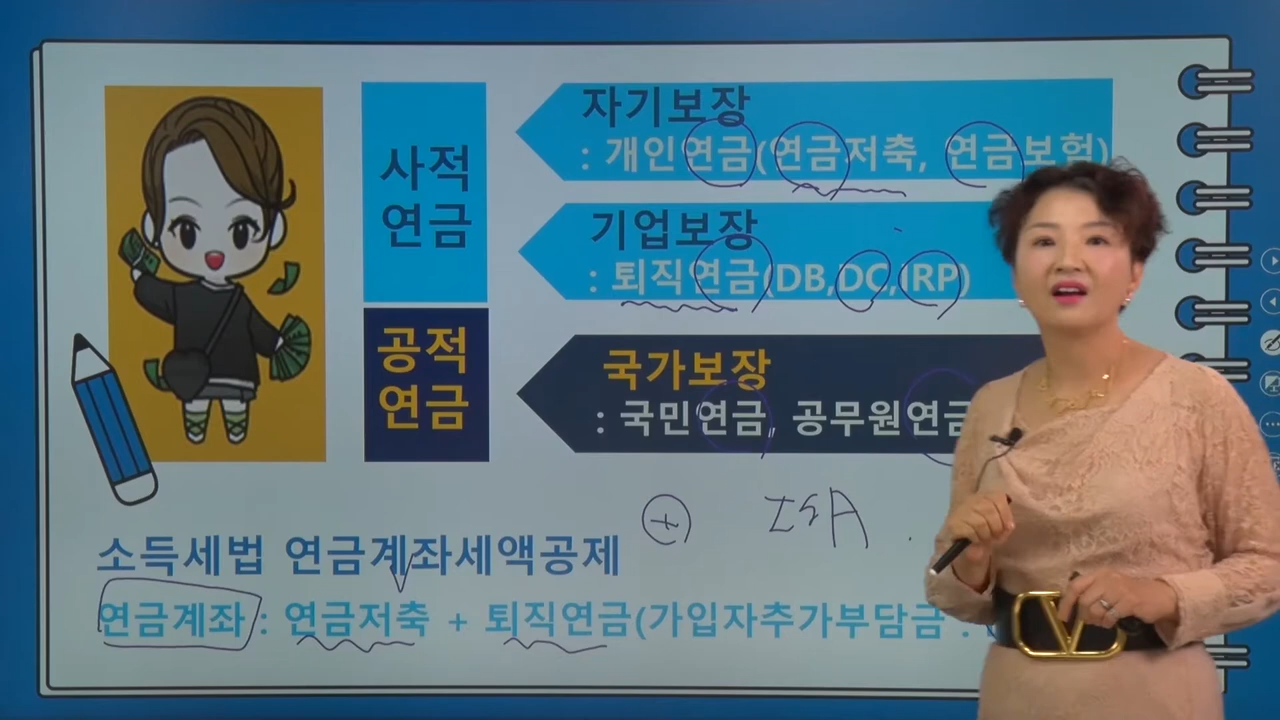 사적
연금
자기보장
: 개인연금(연금저축, 연금보험)
기업보장
: 퇴직연금(DB,DC,IRP)
공적
연금
국가보장
: 국민연금, 공무원연금
+ ISA
소득세법 연금계좌세액공제
연금계좌 : 연금저축 + 퇴직연금(가입자추가부담금 :